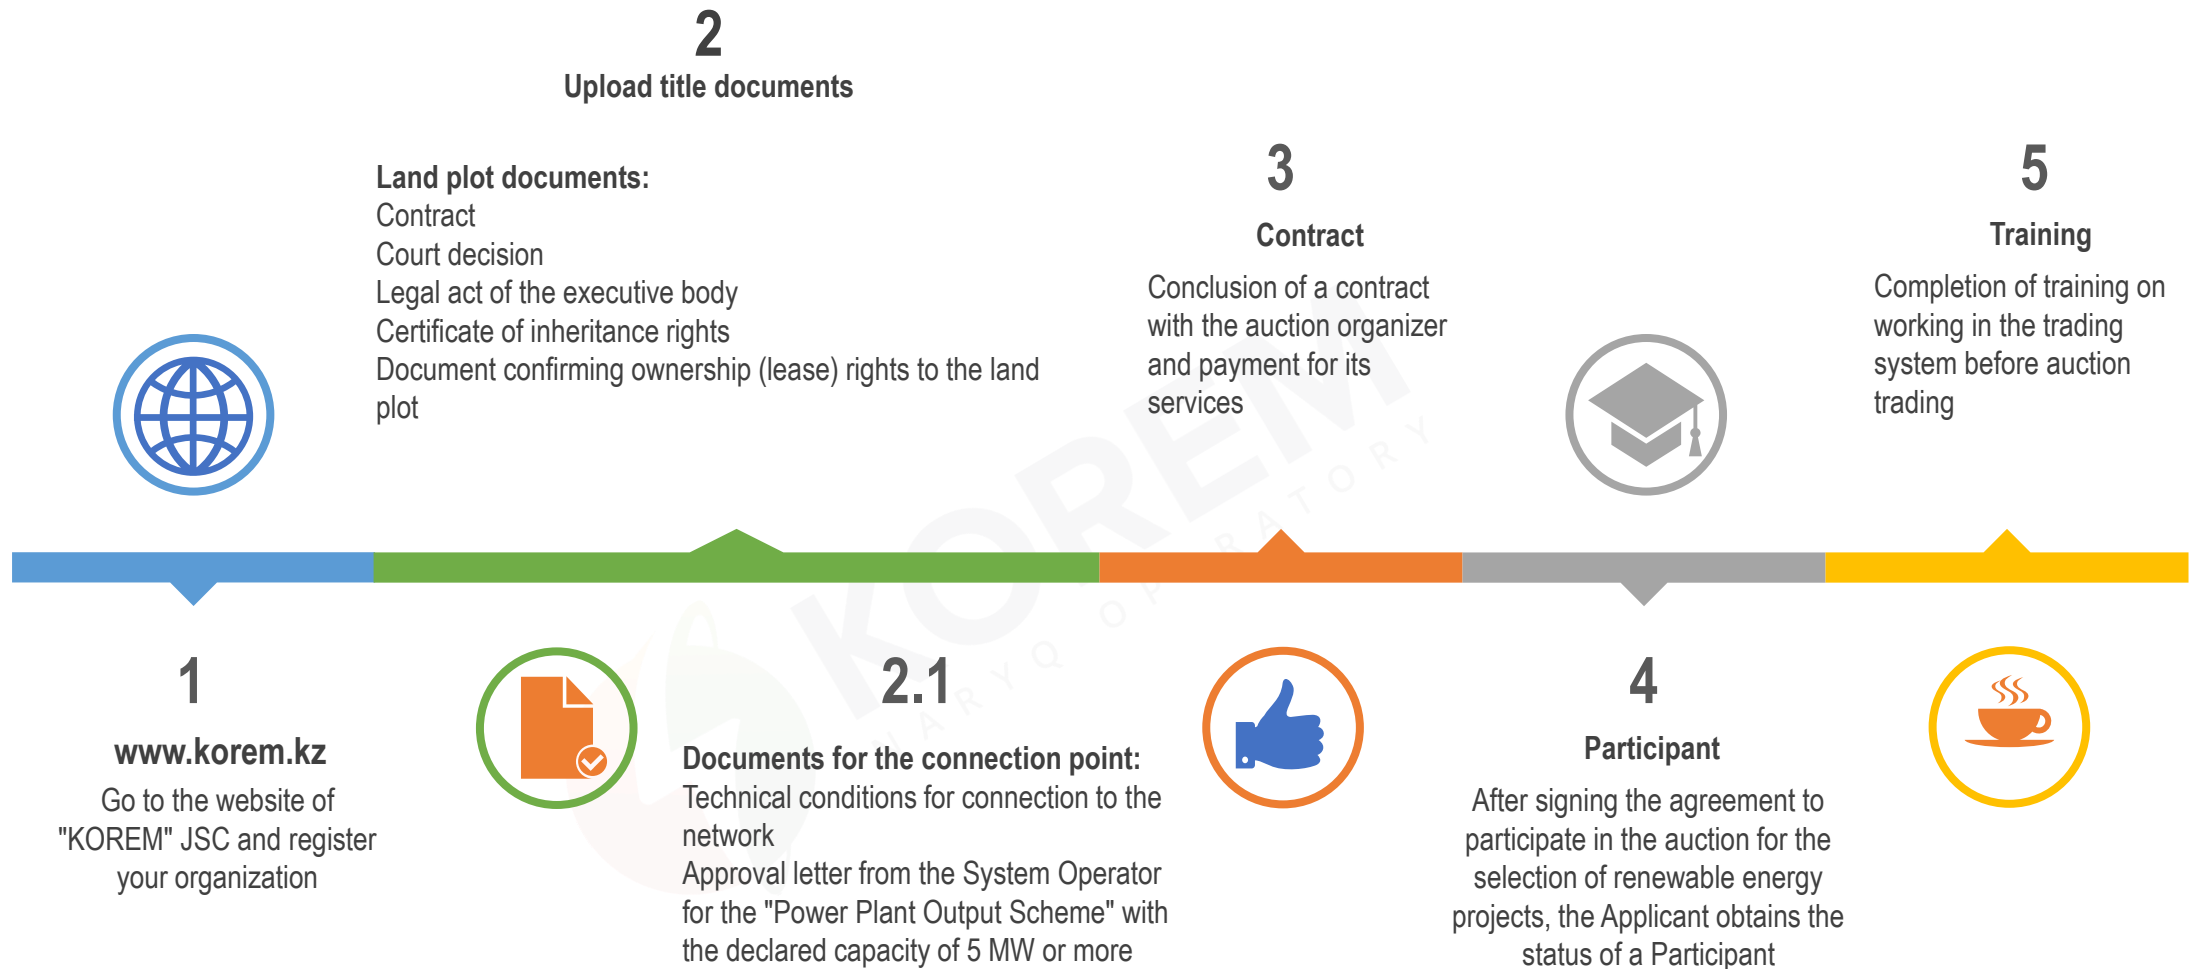 2
Upload title documents
Land plot documents:
Contract
Court decision
Legal act of the executive body
Certificate of inheritance rights
Document confirming ownership (lease) rights to the land
plot
3
Contract
Conclusion of a contract
with the auction organizer
and payment for its
services
5
Training
Completion of training on
working in the trading
system before auction
trading
1
www.korem.kz
Go to the website of
"KOREM" JSC and register
your organization
2.1
Documents for the connection point:
Technical conditions for connection to the
network
Approval letter from the System Operator
for the "Power Plant Output Scheme" with
the declared capacity of 5 MW or more
4
Participant
After signing the agreement to
participate in the auction for the
selection of renewable energy
projects, the Applicant obtains the
status of a Participant
KOREM
NARYQ OPERATORY